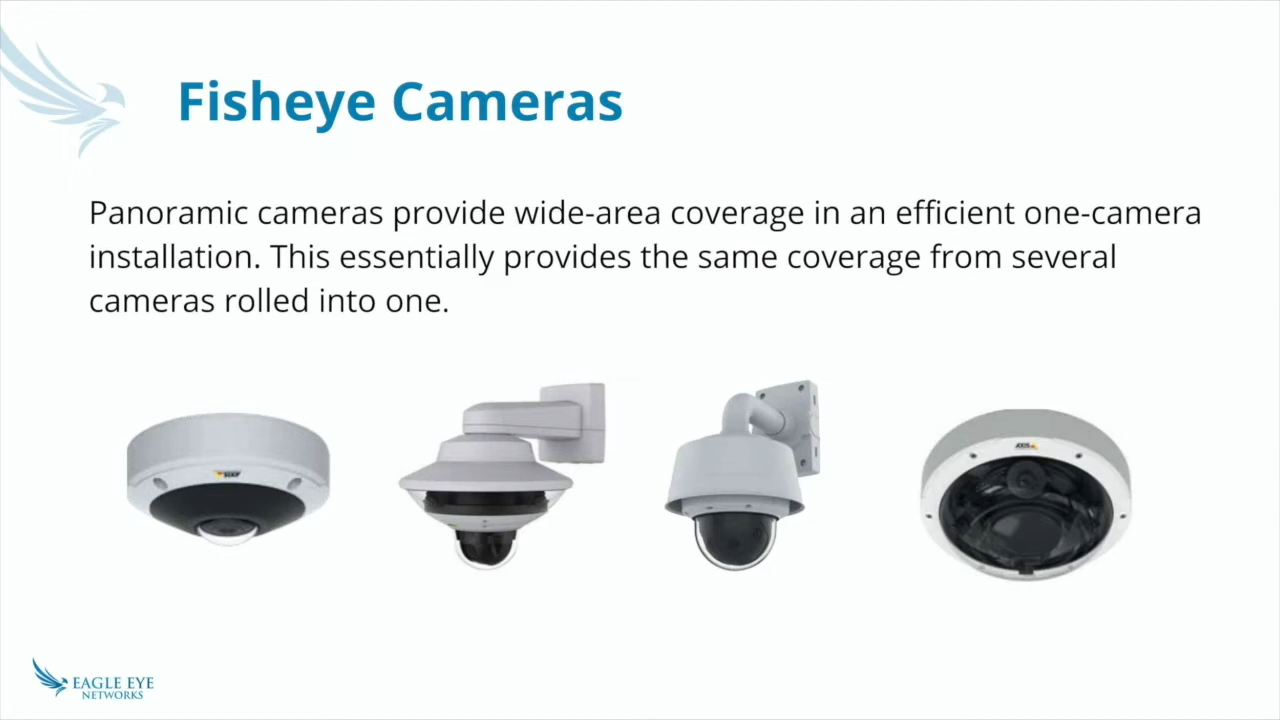 Fisheye Cameras
Panoramic cameras provide wide-area coverage in an efficient one-camera
installation. This essentially provides the same coverage from several
cameras rolled into one.
AXIS
EAGLE EYE
NETWORKS